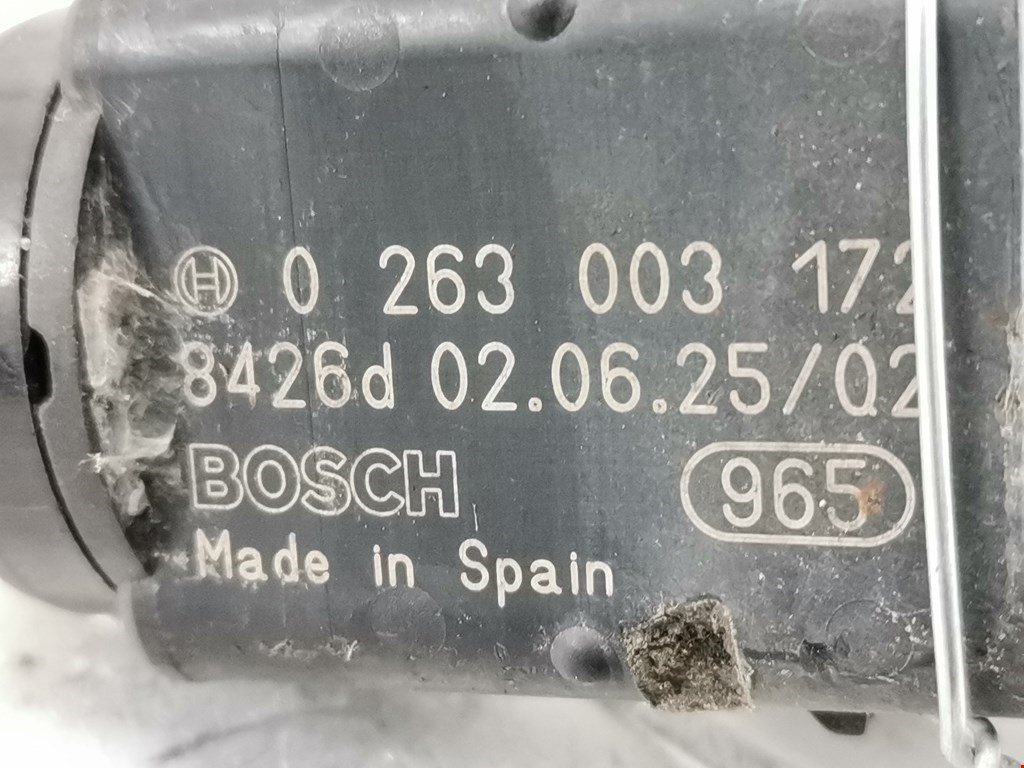 0 263 003 172
8426d 02.06.25/02
BOSCH
965
Made in Spain